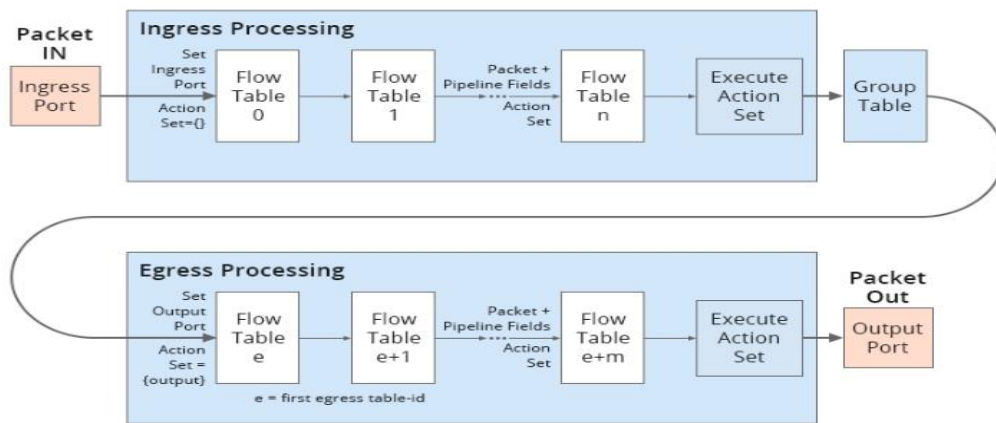 Packet
IN
Ingress
Port
Ingress Processing
Set
Ingress
Port
Action
Set={}
Flow
Table
0
Flow
Table
1
Packet +
Pipeline Fields
Action
Set
Flow
Table
n
Execute
Action
Set
Group
Table
Egress Processing
Set
Output
Port
Action
Set =
{output}
Flow
Table
e
Flow
Table
e+1
Packet +
Pipeline Fields
Action
Set
Flow
Table
e+m
Execute
Action
Set
e = first egress table-id
Packet
Out
Output
Port